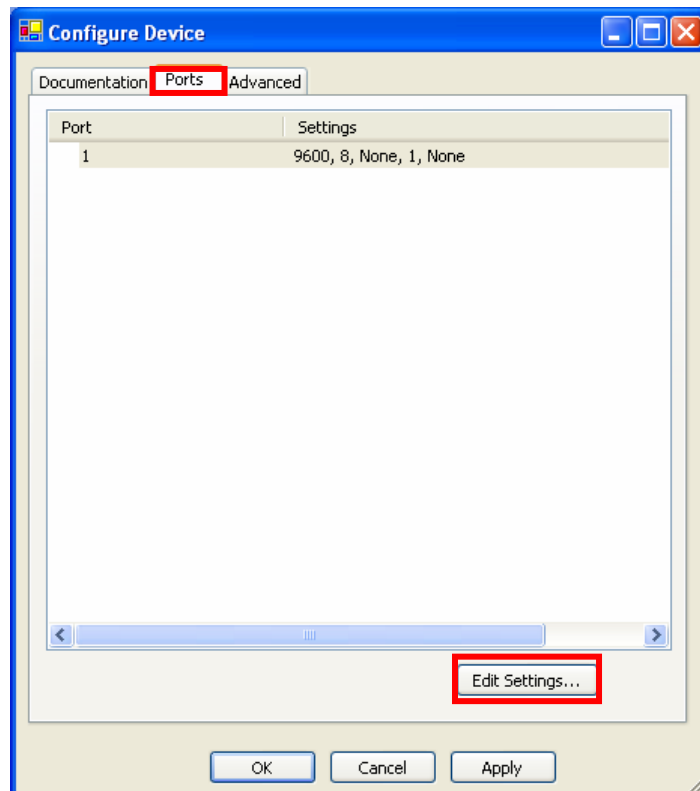 Configure Device
Documentation Ports Advanced
Port Settings
1 9600, 8, None, 1, None
Edit Settings...
OK Cancel Apply